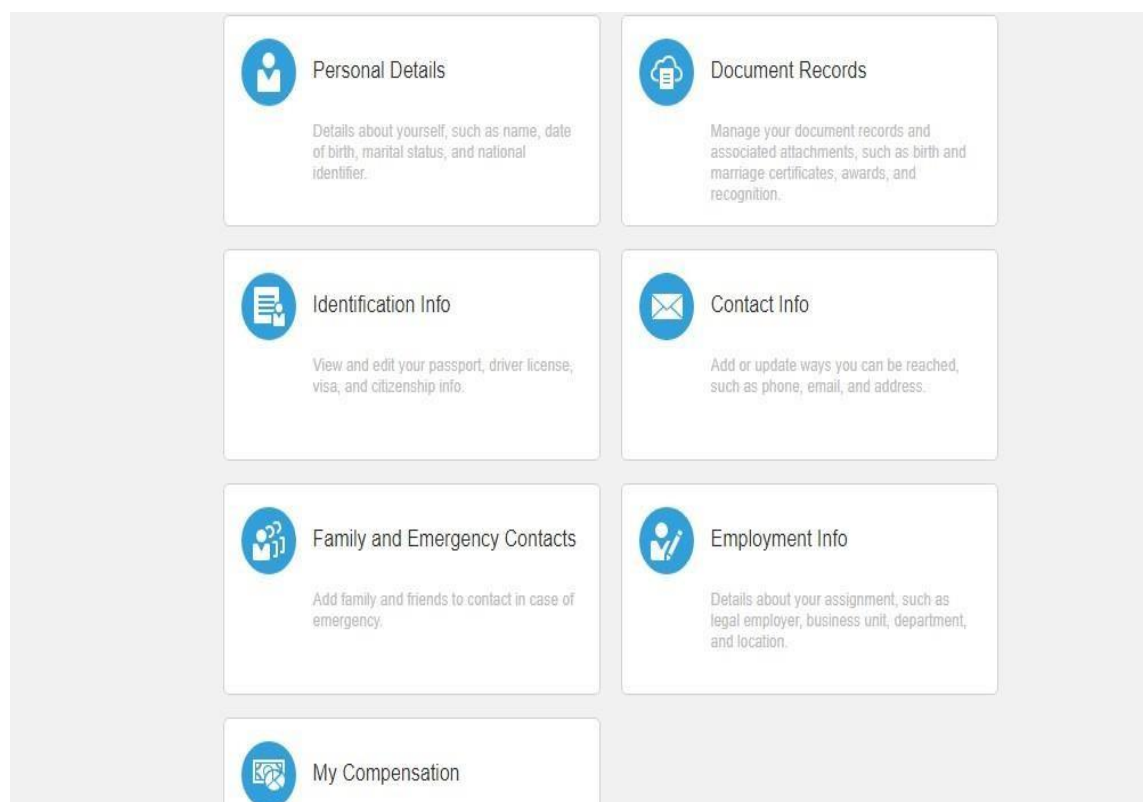 Personal Details
Details about yourself, such as name, date
of birth, marital status, and national
identifier.
Document Records
Manage your document records and
associated attachments, such as birth and
marriage certificates, awards, and
recognition.
Identification Info
View and edit your passport, driver license,
visa, and citizenship info.
Contact Info
Add or update ways you can be reached,
such as phone, email, and address.
Family and Emergency Contacts
Add family and friends to contact in case of
emergency.
Employment Info
Details about your assignment, such as
legal employer, business unit, department,
and location.
My Compensation